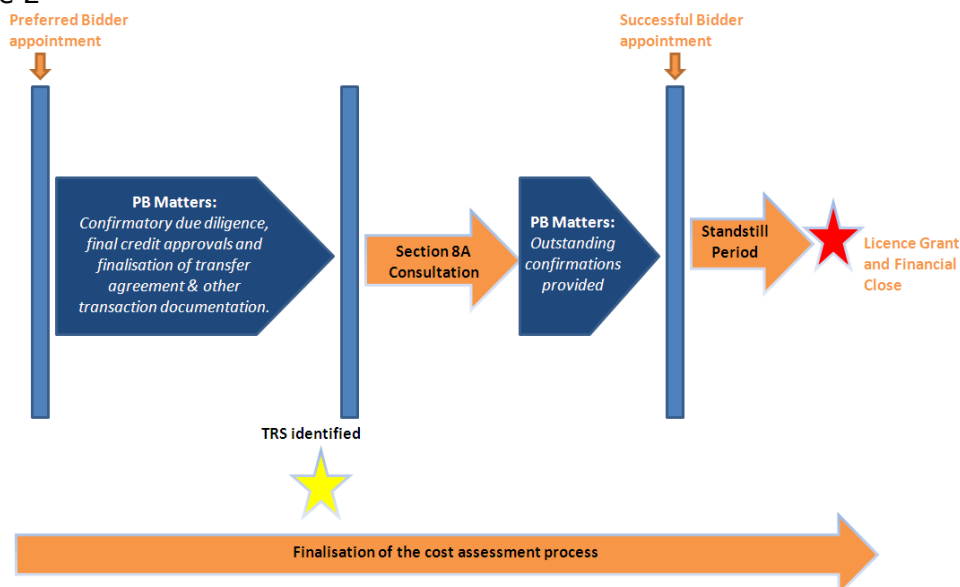 Preferred Bidder
appointment
Successful Bidder
appointment
PB Matters:
Confirmatory due diligence,
final credit approvals and
finalisation of transfer
agreement & other
transaction documentation.
Section 8A
Consultation
PB Matters:
Outstanding
confirmations
provided
Standstill
Period
Licence Grant
and Financial
Close
TRS identified
Finalisation of the cost assessment process